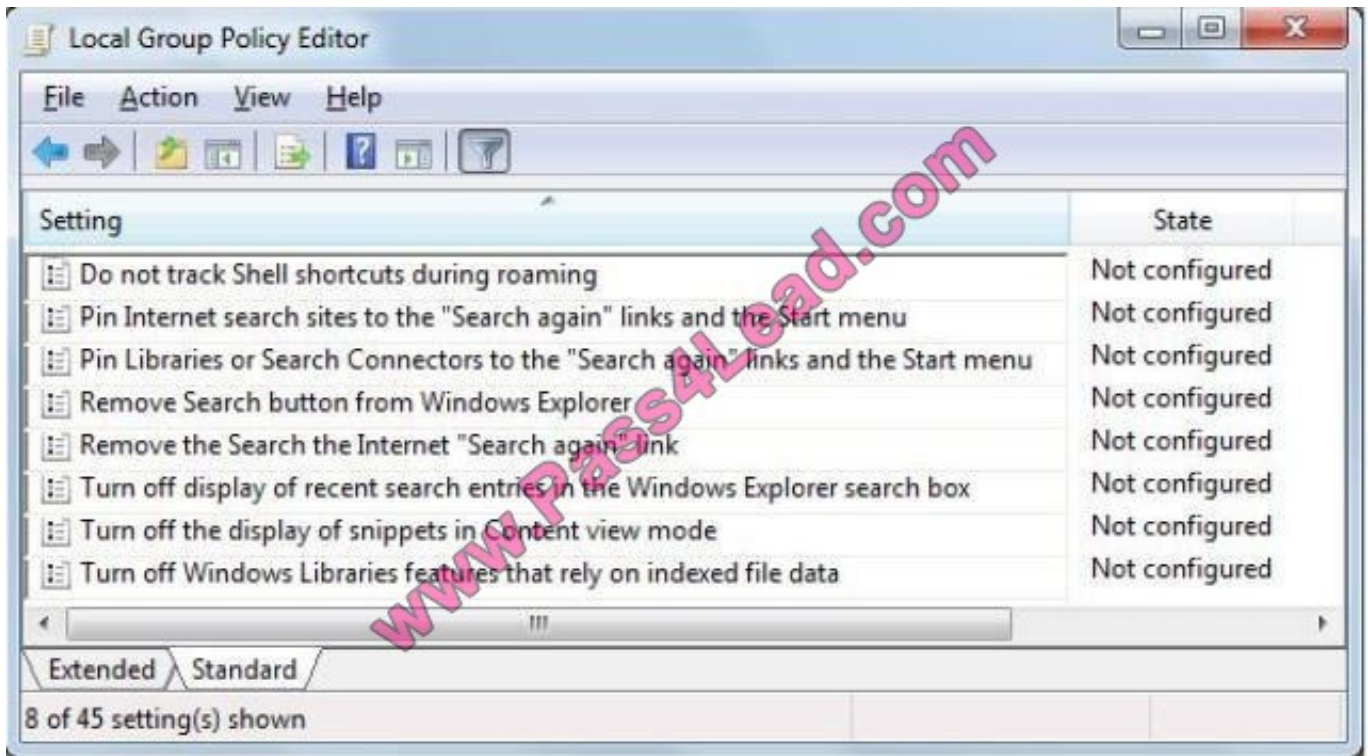 Local Group Policy Editor
File Action View Help
Setting State
Do not track Shell shortcuts during roaming Not configured
Pin Internet search sites to the "Search again" links and the Start menu Not configured
Pin Libraries or Search Connectors to the "Search again" links and the Start menu Not configured
Remove Search button from Windows Explorer Not configured
Remove the Search the Internet "Search again" link Not configured
Turn off display of recent search entries in the Windows Explorer search box Not configured
Turn off the display of snippets in Content view mode Not configured
Turn off Windows Libraries features that rely on indexed file data Not configured
Extended Standard
8 of 45 setting(s) shown
www.Pass4Lead.com